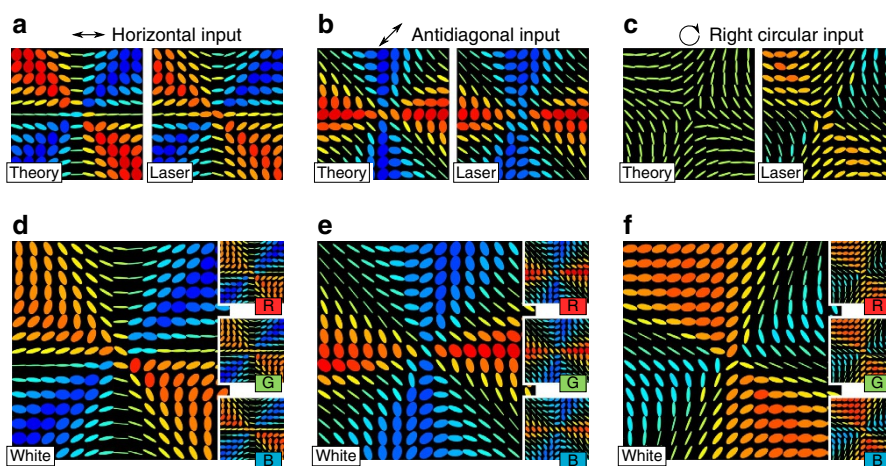 a Horizontal input
b Antidiagonal input
c Right circular input
Theory Laser
Theory Laser
Theory Laser
d
e
f
R
G
B
White
R
G
B
White
R
G
B
White